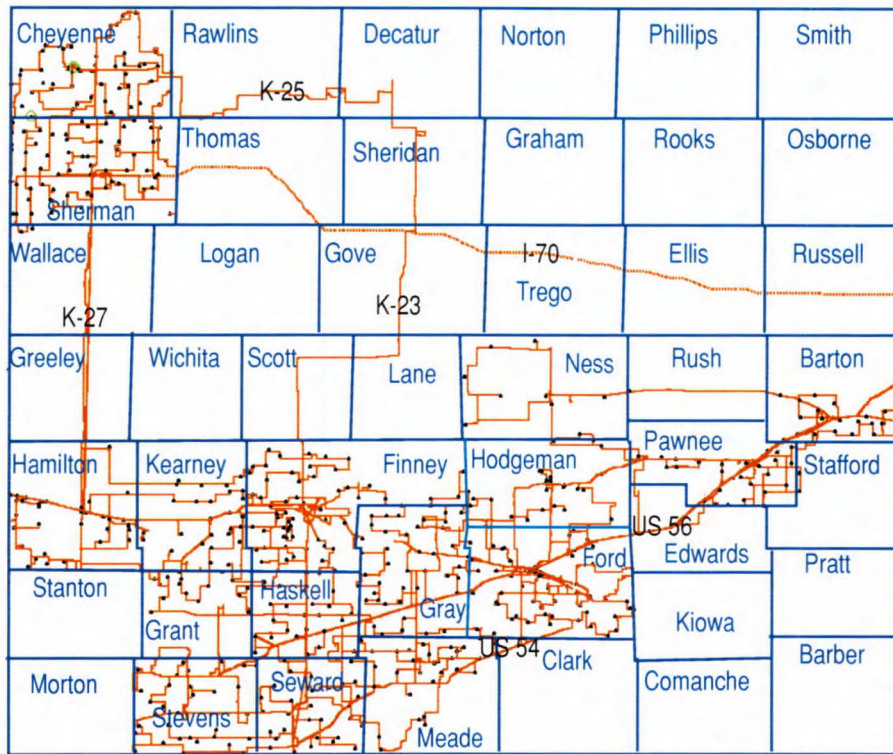 Cheyenne Rawlins Decatur Norton Phillips Smith
K-25
Thomas Sheridan Graham Rooks Osborne
Sherman
Wallace Logan Gove I-70 Ellis Russell
Trego
K-27 K-23
Greeley Wichita Scott Lane Ness Rush Barton
Hamilton Kearney Finney Hodgeman Pawnee Stafford
US 56
Stanton Haskell Ford Edwards Pratt
Grant Gray Kiowa
US 54
Morton Seward Clark Comanche Barber
Stevens Meade